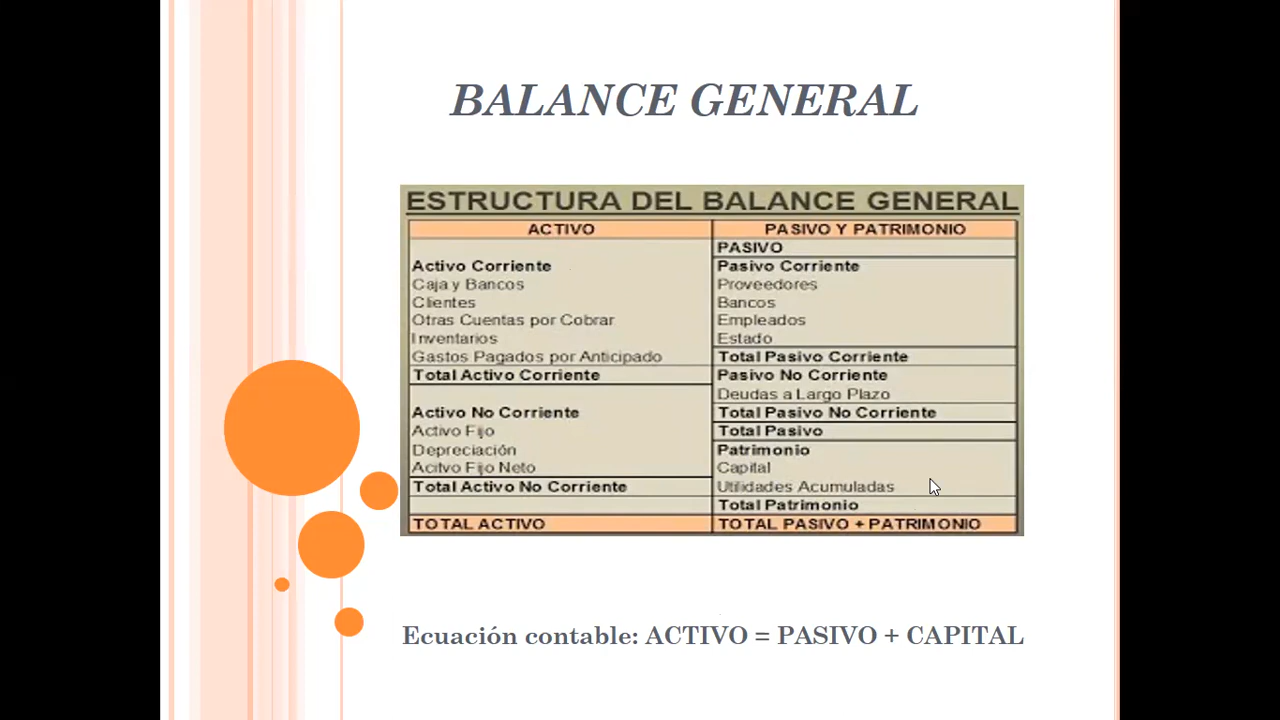 BALANCE GENERAL
ESTRUCTURA DEL BALANCE GENERAL
ACTIVO
Activo Corriente
Caja y Bancos
Clientes
Otras Cuentas por Cobrar
Inventarios
Gastos Pagados por Anticipado
Total Activo Corriente
Activo No Corriente
Activo Fijo
Depreciación
Acitvo Fijo Neto
Total Activo No Corriente
TOTAL ACTIVO
PASIVO Y PATRIMONIO
PASIVO
Pasivo Corriente
Proveedores
Bancos
Empleados
Estado
Total Pasivo Corriente
Pasivo No Corriente
Deudas a Largo Plazo
Total Pasivo No Corriente
Total Pasivo
Patrimonio
Capital
Utilidades Acumuladas
Total Patrimonio
TOTAL PASIVO + PATRIMONIO
Ecuación contable: ACTIVO = PASIVO + CAPITAL